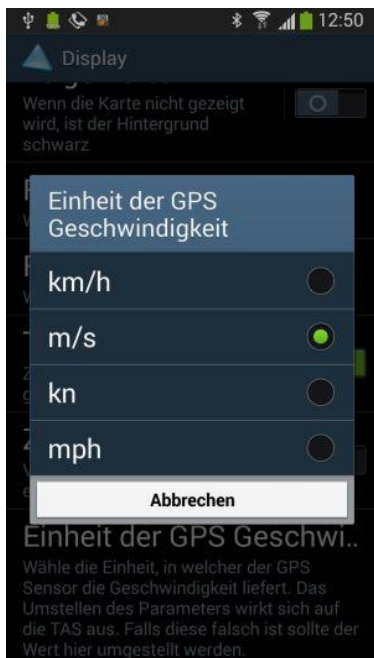 12:50
Display
Wenn die Karte nicht gezeigt
wird, ist der Hintergrund
schwarz
Einheit der GPS
Geschwindigkeit
km/h
m/s
kn
mph
Abbrechen
Einheit der GPS Geschwi..
Wähle die Einheit, in welcher der GPS
Sensor die Geschwindigkeit liefert. Das
Umstellen des Parameters wirkt sich auf
die TAS aus. Falls diese falsch ist sollte der
Wert hier umgestellt werden.